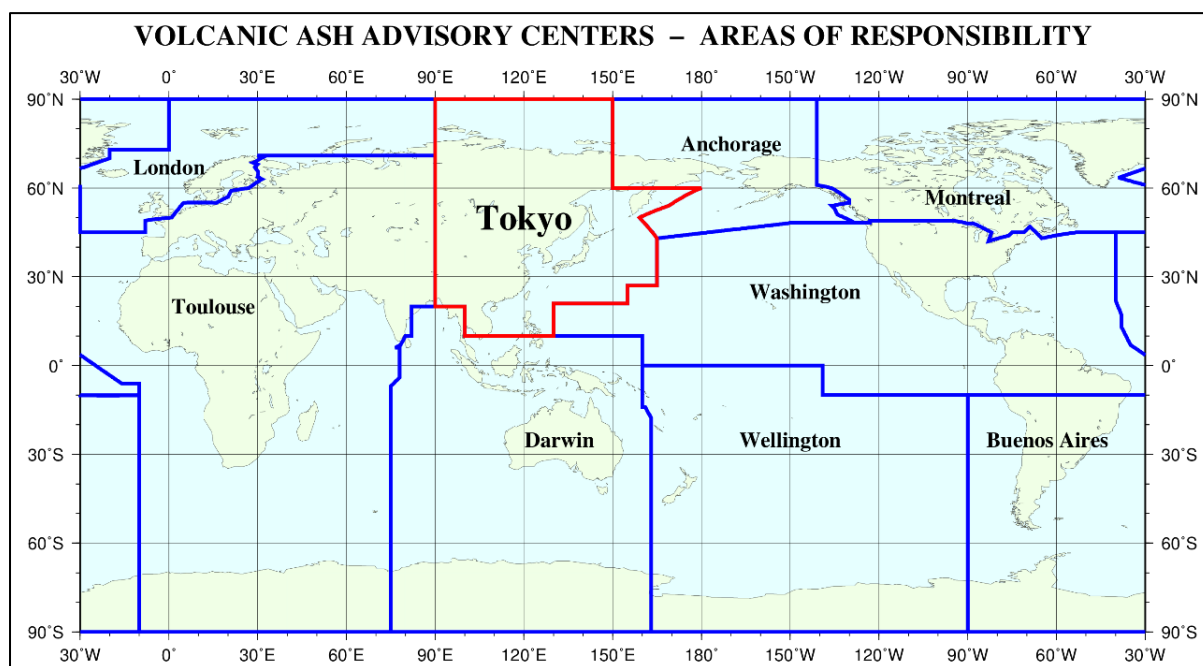 VOLCANIC ASH ADVISORY CENTERS – AREAS OF RESPONSIBILITY
30˚W 0˚ 30˚E 60˚E 90˚E 120˚E 150˚E 180˚ 150˚W 120˚W 90˚W 60˚W 30˚W
90˚N 90˚N
Anchorage
London
60˚N 60˚N
Montreal
Tokyo
30˚N 30˚N
Washington
Toulouse
0˚ 0˚
Darwin Wellington Buenos Aires
30˚S 30˚S
60˚S 60˚S
90˚S 90˚S
30˚W 0˚ 30˚E 60˚E 90˚E 120˚E 150˚E 180˚ 150˚W 120˚W 90˚W 60˚W 30˚W